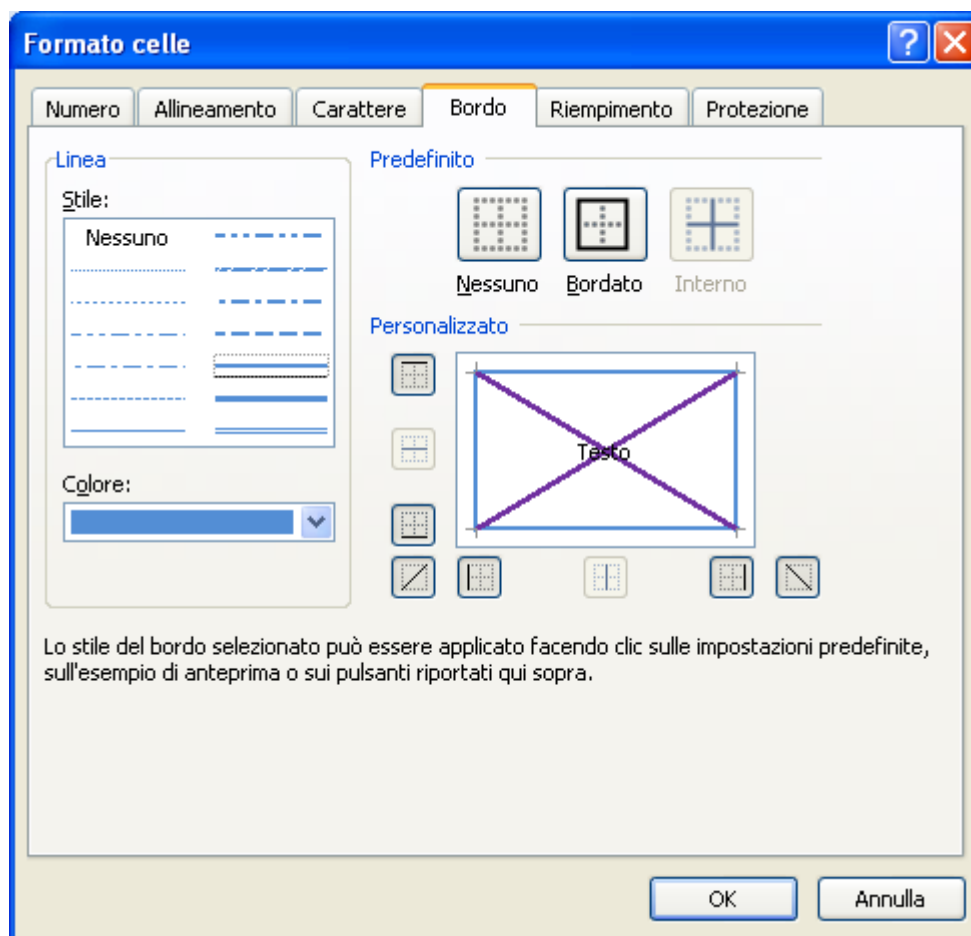 Formato celle
Numero Allineamento Carattere Bordo Riempimento Protezione
Linea
Stile:
Nessuno
Colore:
Predefinito
Nessuno Bordato Interno
Personalizzato
Testo
Lo stile del bordo selezionato può essere applicato facendo clic sulle impostazioni predefinite,
sull'esempio di anteprima o sui pulsanti riportati qui sopra.
OK Annulla